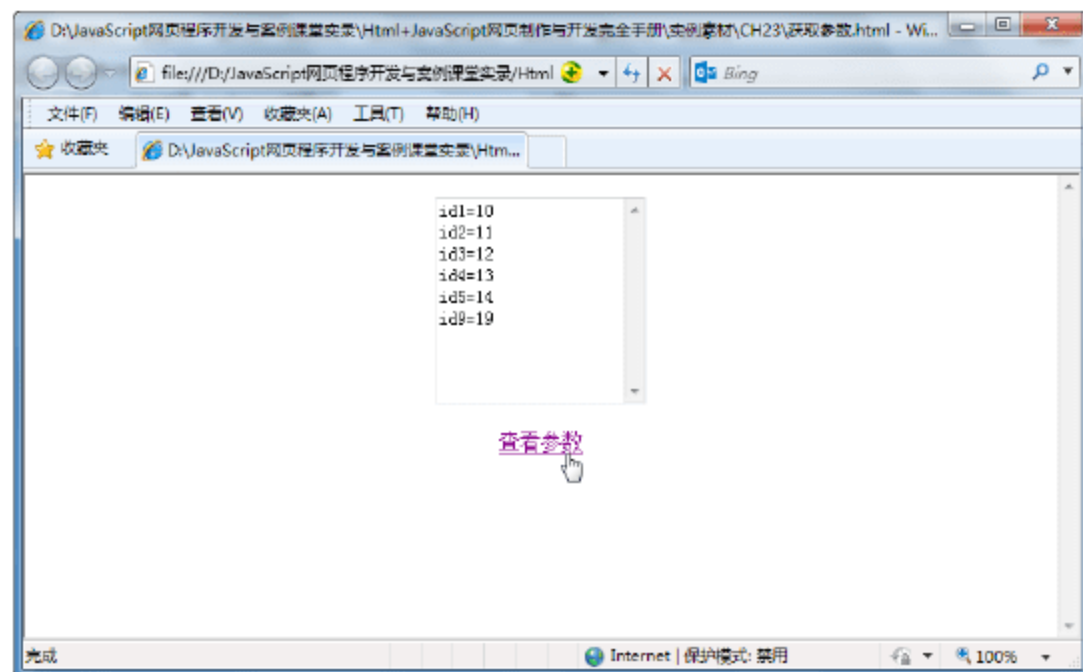 D:\JavaScript网页程序开发与案例课堂实录\Html+JavaScript网页制作与开发完全手册\实例素材\CH23\获取参数.html - Wi...
file:///D:/JavaScript网页程序开发与案例课堂实录/Html
Bing
文件(F) 编辑(E) 查看(V) 收藏夹(A) 工具(T) 帮助(H)
收藏夹 D:\JavaScript网页程序开发与案例课堂实录\Htm...
id1=10
id2=11
id3=12
id4=13
id5=14
id9=19
查看参数
完成 Internet | 保护模式: 禁用 100%